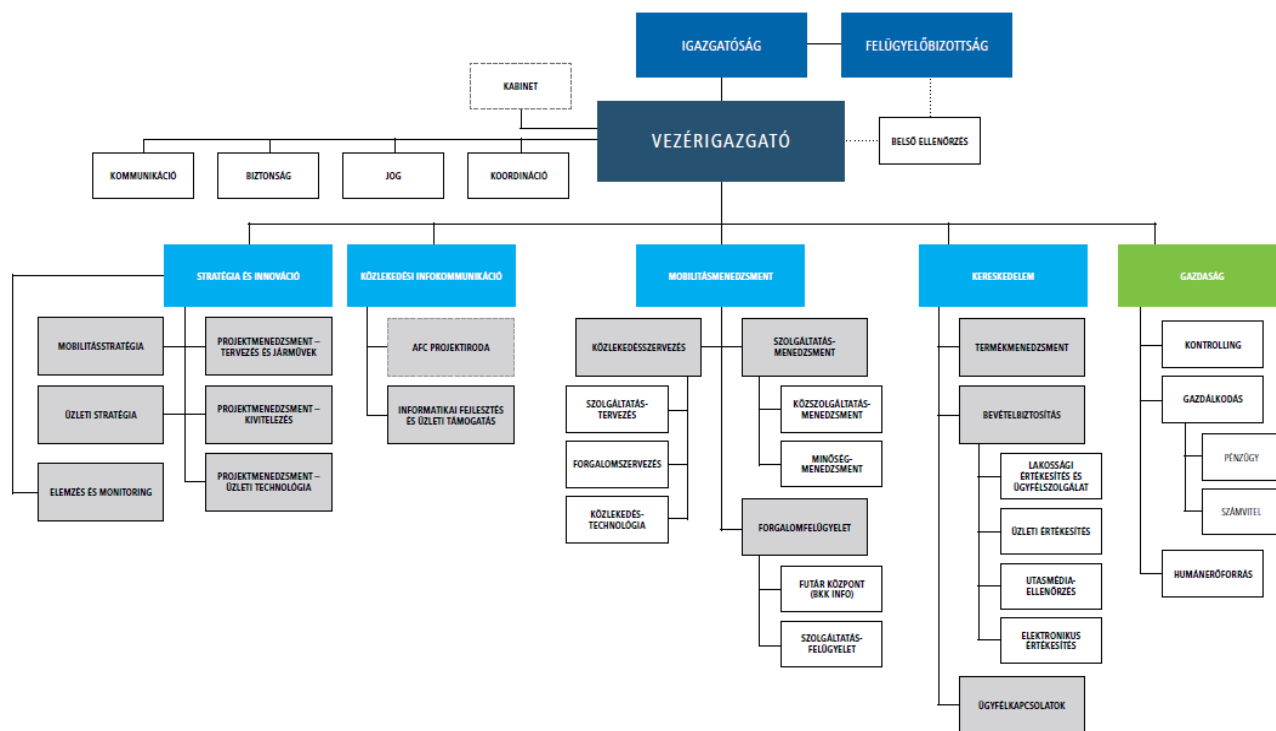 IGAZGATÓSÁG
FELÜGYELŐBIZOTTSÁG
KABINET
VEZÉRIGAZGATÓ
BELSŐ ELLENŐRZÉS
KOMMUNIKÁCIÓ
BIZTONSÁG
JOG
KOORDINÁCIÓ
STRATÉGIA ÉS INNOVÁCIÓ
MOBILITÁSSTRATÉGIA
PROJEKTMENEDZSMENT –
TERVEZÉS ÉS JÁRMŰVEK
ÜZLETI STRATÉGIA
PROJEKTMENEDZSMENT –
KIVITELEZÉS
ELEMZÉS ÉS MONITORING
PROJEKTMENEDZSMENT –
ÜZLETI TECHNOLÓGIA
KÖZLEKEDÉSI INFOKOMMUNIKÁCIÓ
AFC PROJEKTIRODA
INFORMATIKAI FEJLESZTÉS
ÉS ÜZLETI TÁMOGATÁS
MOBILITÁSMENEDZSMENT
KÖZLEKEDÉSSZERVEZÉS
SZOLGÁLTATÁS-
TERVEZÉS
FORGALOMSZERVEZÉS
KÖZLEKEDÉS-
TECHNOLÓGIA
SZOLGÁLTATÁS-
MENEDZSMENT
KÖZSZOLGÁLTATÁS-
MENEDZSMENT
MINŐSÉG-
MENEDZSMENT
FORGALOMFELÜGYELET
FUTÁR KÖZPONT
(BKK INFO)
SZOLGÁLTATÁS-
FELÜGYELET
KERESKEDELEM
TERMÉKMENEDZSMENT
BEVÉTELBIZTOSÍTÁS
LAKOSSÁGI
ÉRTÉKESÍTÉS ÉS
ÜGYFÉLSZOLGÁLAT
ÜZLETI ÉRTÉKESÍTÉS
UTASMÉDIA-
ELLENŐRZÉS
ELEKTRONIKUS
ÉRTÉKESÍTÉS
ÜGYFÉLKAPCSOLATOK
GAZDASÁG
KONTROLLING
GAZDÁLKODÁS
PÉNZÜGY
SZÁMVITEL
HUMÁNERŐFORRÁS